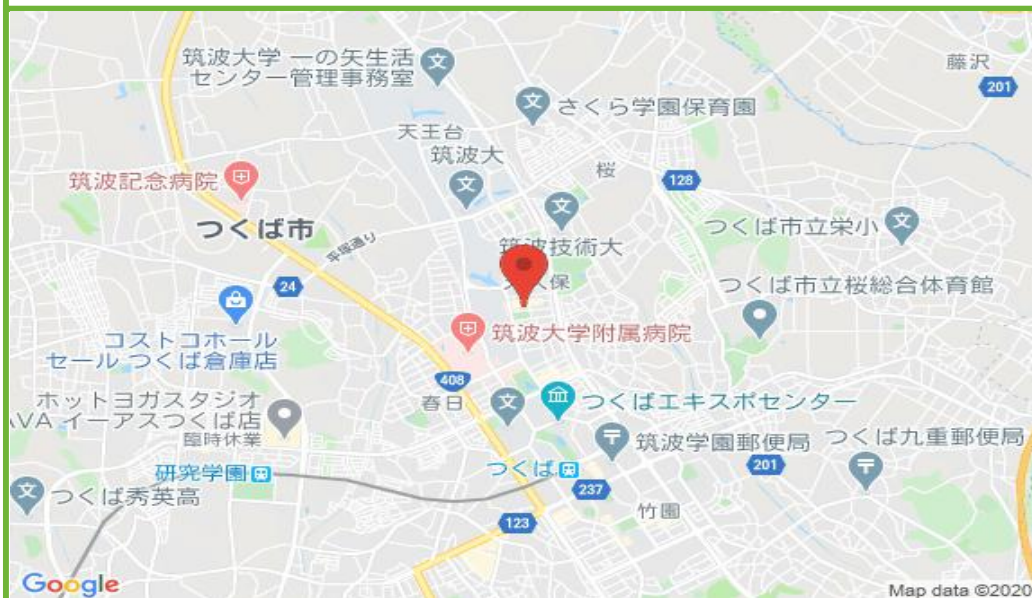 筑波大学 一の矢生活
センター管理事務室
藤沢
201
さくら学園保育園
天王台
筑波大
桜
128
筑波記念病院
つくば市
平塚通り
つくば市立栄小
筑波技術大
久保
24
つくば市立桜総合体育館
コストコホール
セール つくば倉庫店
筑波大学附属病院
408
春日
つくばエキスポセンター
ホットヨガスタジオ
AVA イーアスつくば店
臨時休業
筑波学園郵便局
つくば九重郵便局
201
研究学園
つくば
237
つくば秀英高
竹園
123
Google
Map data ©2020